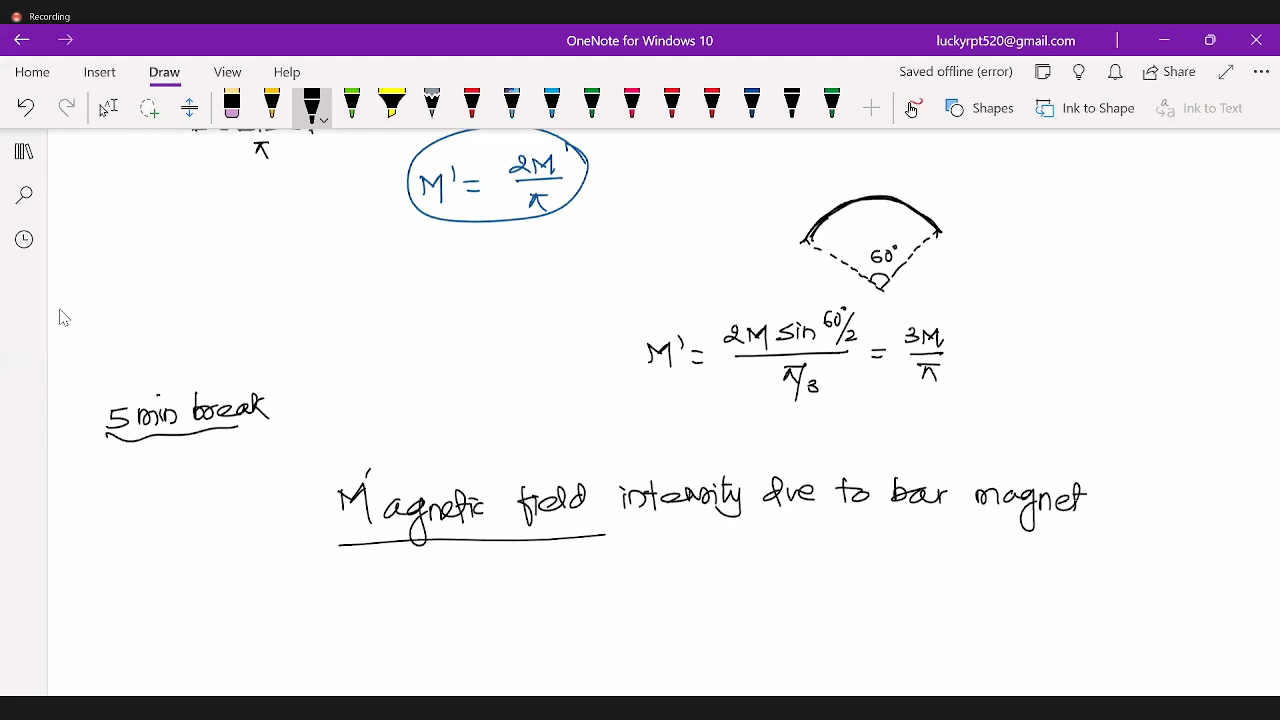 Recording
OneNote for Windows 10
luckyrpt520@gmail.com
Home Insert Draw View Help
Saved offline (error)
Share
Shapes
Ink to Shape
Ink to Text
π
M' = 2M / π
60°
M' = 2M sin 60°/2 / π/3 = 3M / π
5 min break
Magnetic field intensity due to bar magnet